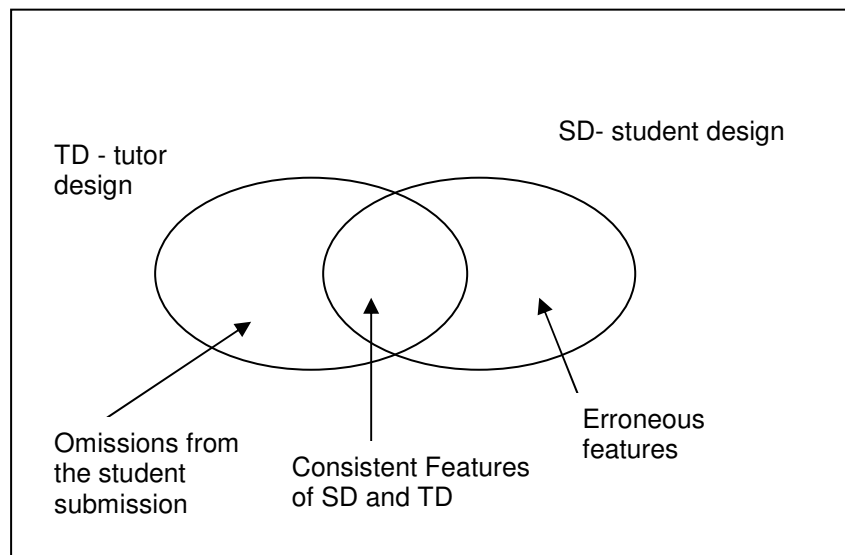 SD- student design
TD - tutor
design
Omissions from
the student
submission
Consistent Features
of SD and TD
Erroneous
features